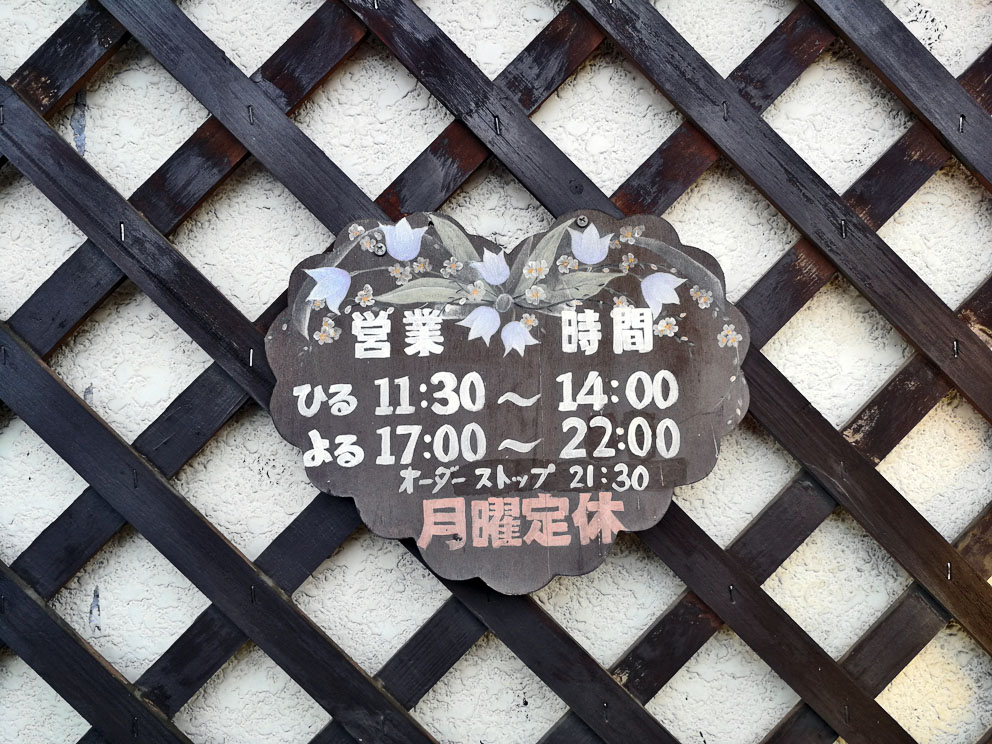 営業 時間
ひる 11:30 ～ 14:00
よる 17:00 ～ 22:00
オーダー ストップ 21:30
月曜定休